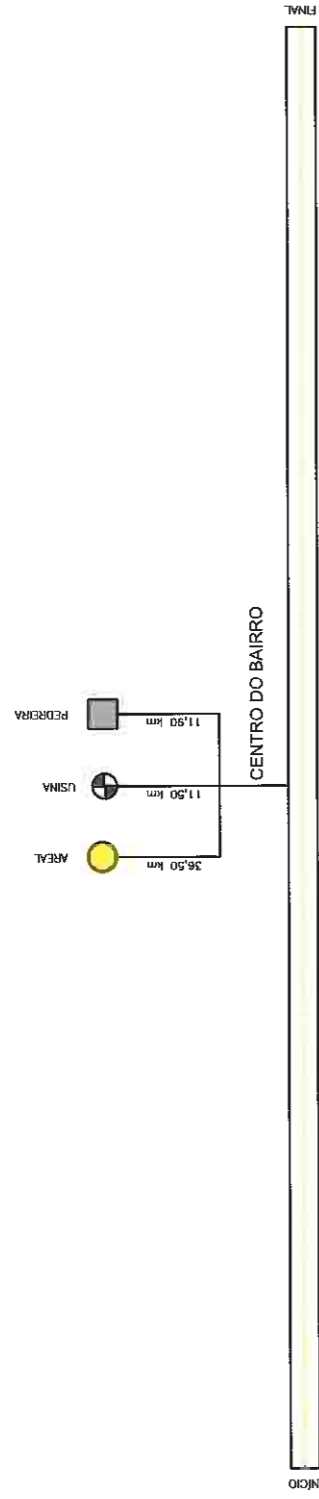 FINAL
PEDREIRA
11,90 km
USINA
11,50 km
AREAL
36,50 km
CENTRO DO BAIRRO
INÍCIO